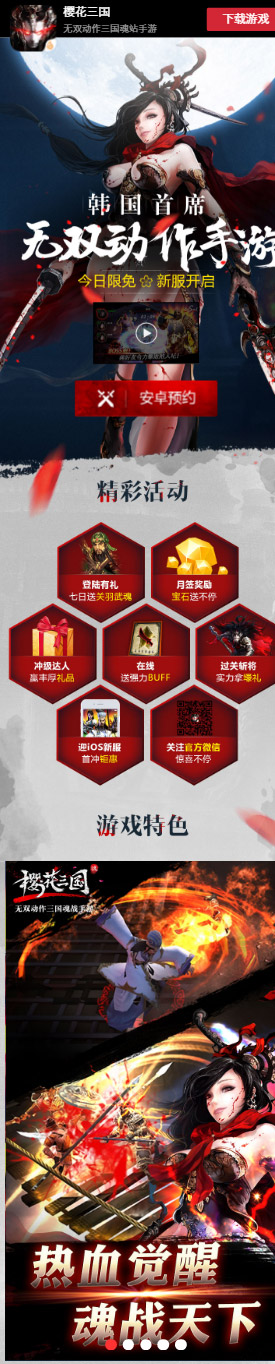 樱花三国
无双动作三国魂站手游
下载游戏
韩国首席
无双动作手游
今日限免 新服开启
安卓预约
精彩活动
登陆有礼
七日送关羽武魂
月签奖励
宝石送不停
冲级达人
赢丰厚礼品
在线
送强力BUFF
过关斩将
实力拿曝礼
迎iOS新服
首冲钜惠
关注官方微信
惊喜不停
游戏特色
樱花三国
无双动作三国魂战手游
热血觉醒
魂战天下